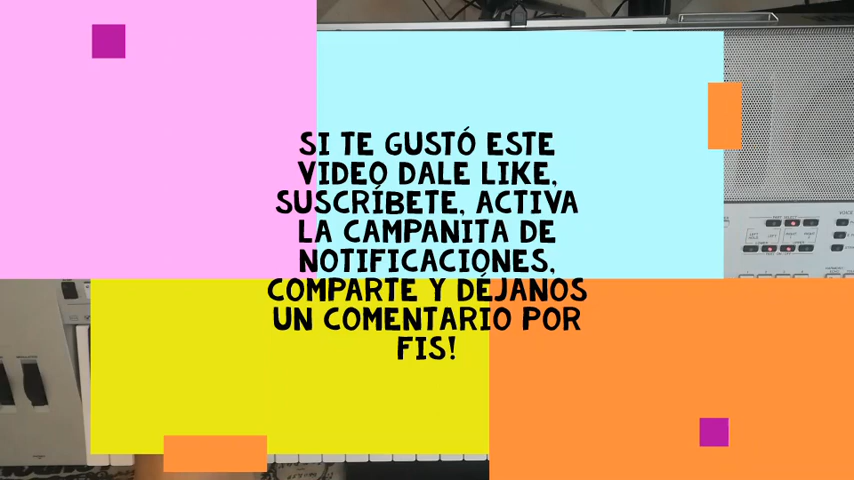 SI TE GUSTÓ ESTE
VIDEO DALE LIKE,
SUSCRÍBETE, ACTIVA
LA CAMPANITA DE
NOTIFICACIONES,
COMPARTE Y DÉJANOS
UN COMENTARIO POR
FIS!
VOICE